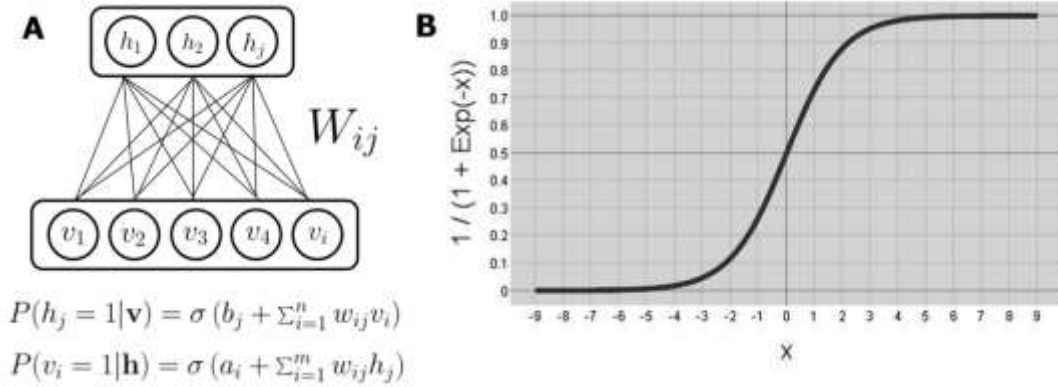 A
h₁ h₂ hⱼ
Wᵢⱼ
v₁ v₂ v₃ v₄ vᵢ
P(hⱼ = 1|v) = σ (bⱼ + Σⁿᵢ₌₁ wᵢⱼvᵢ)
P(vᵢ = 1|h) = σ (aᵢ + Σᵐᵢ₌₁ wᵢⱼhⱼ)
B
1 / (1 + Exp(-x))
1.0
0.9
0.8
0.7
0.6
0.5
0.4
0.3
0.2
0.1
0
-9 -8 -7 -6 -5 -4 -3 -2 -1 0 1 2 3 4 5 6 7 8 9
X